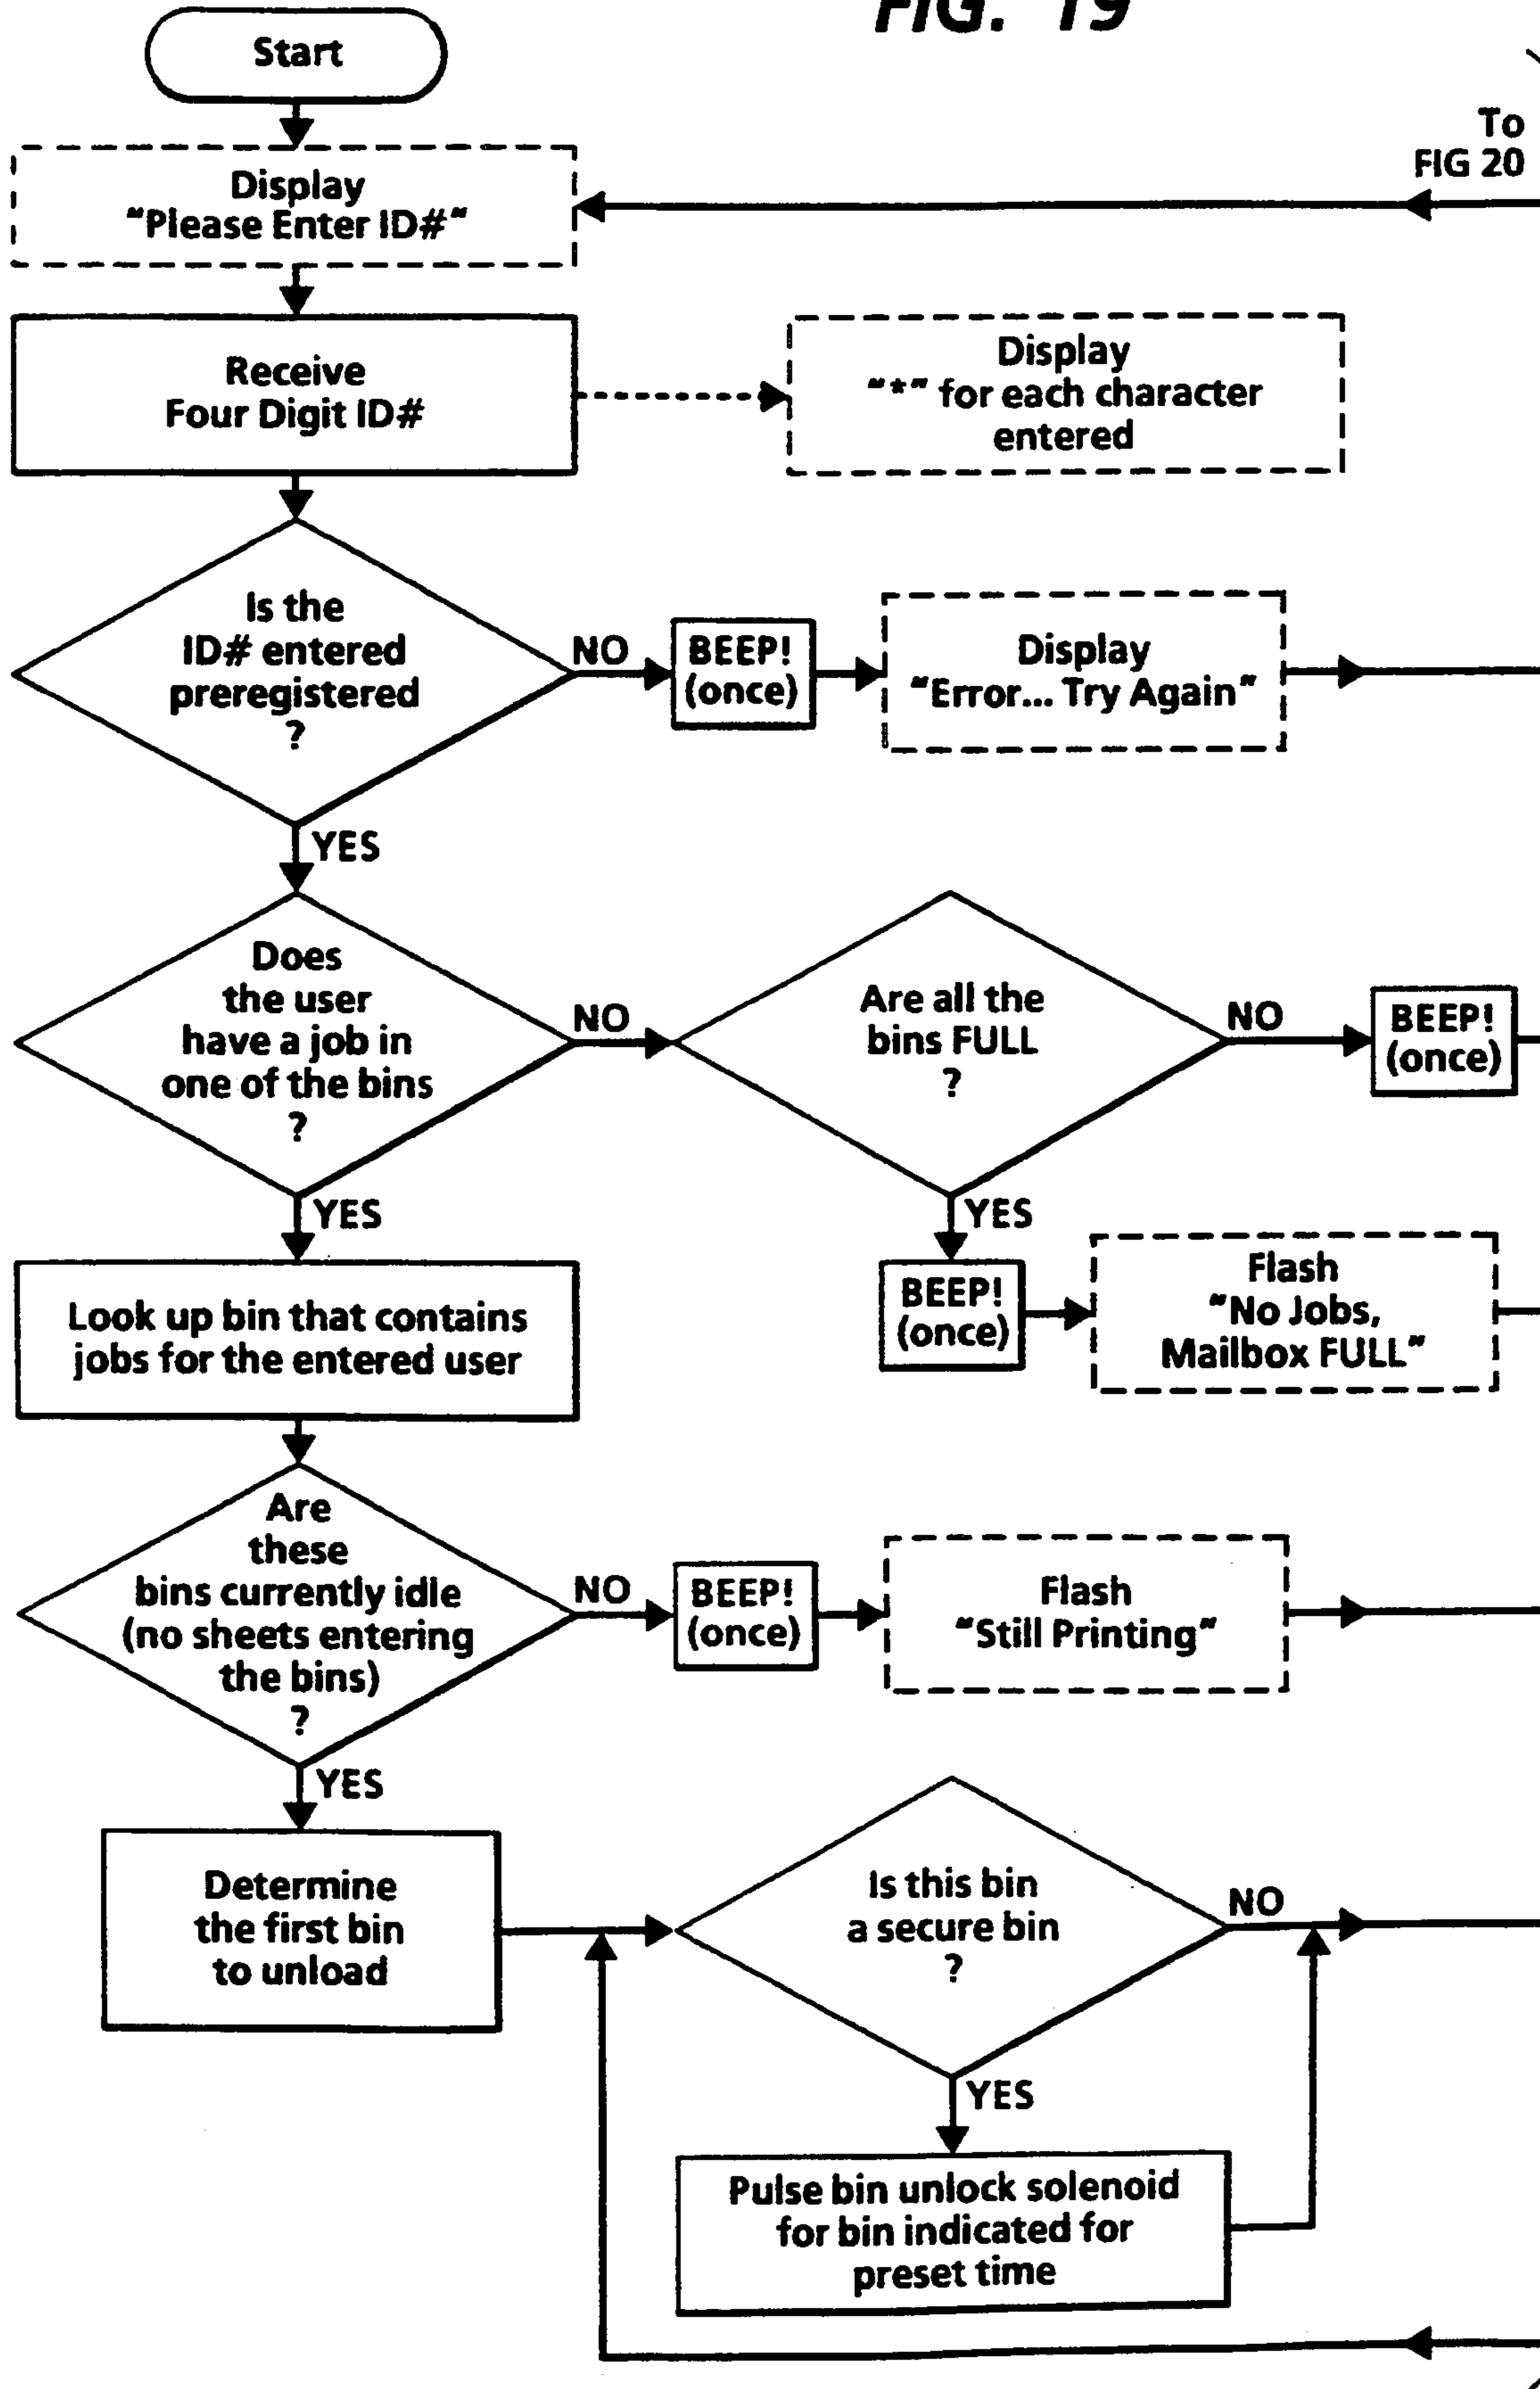 FIG. 19
Start
To
FIG 20
Display
"Please Enter ID#"
Receive
Four Digit ID#
Display
"*" for each character
entered
Is the
ID# entered
preregistered
?
NO
BEEP!
(once)
Display
"Error... Try Again"
YES
Does
the user
have a job in
one of the bins
?
NO
Are all the
bins FULL
?
NO
BEEP!
(once)
YES
YES
BEEP!
(once)
Flash
"No Jobs,
Mailbox FULL"
Look up bin that contains
jobs for the entered user
Are
these
bins currently idle
(no sheets entering
the bins)
?
NO
BEEP!
(once)
Flash
"Still Printing"
YES
Determine
the first bin
to unload
Is this bin
a secure bin
?
NO
YES
Pulse bin unlock solenoid
for bin indicated for
preset time